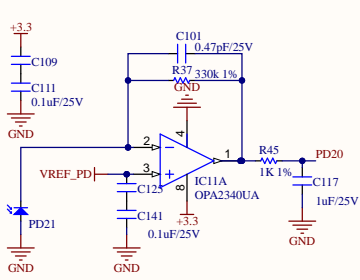 C101
0.47pF/25V
+3.3
C109
R37 330k 1%
GND
C111
0.1uF/25V
GND
4
2
1
R45
PD20
3
VREF_PD
1K 1%
IC11A
C125
C117
8
OPA2340UA
1uF/25V
C141
+3.3
PD21
0.1uF/25V
GND
GND
GND